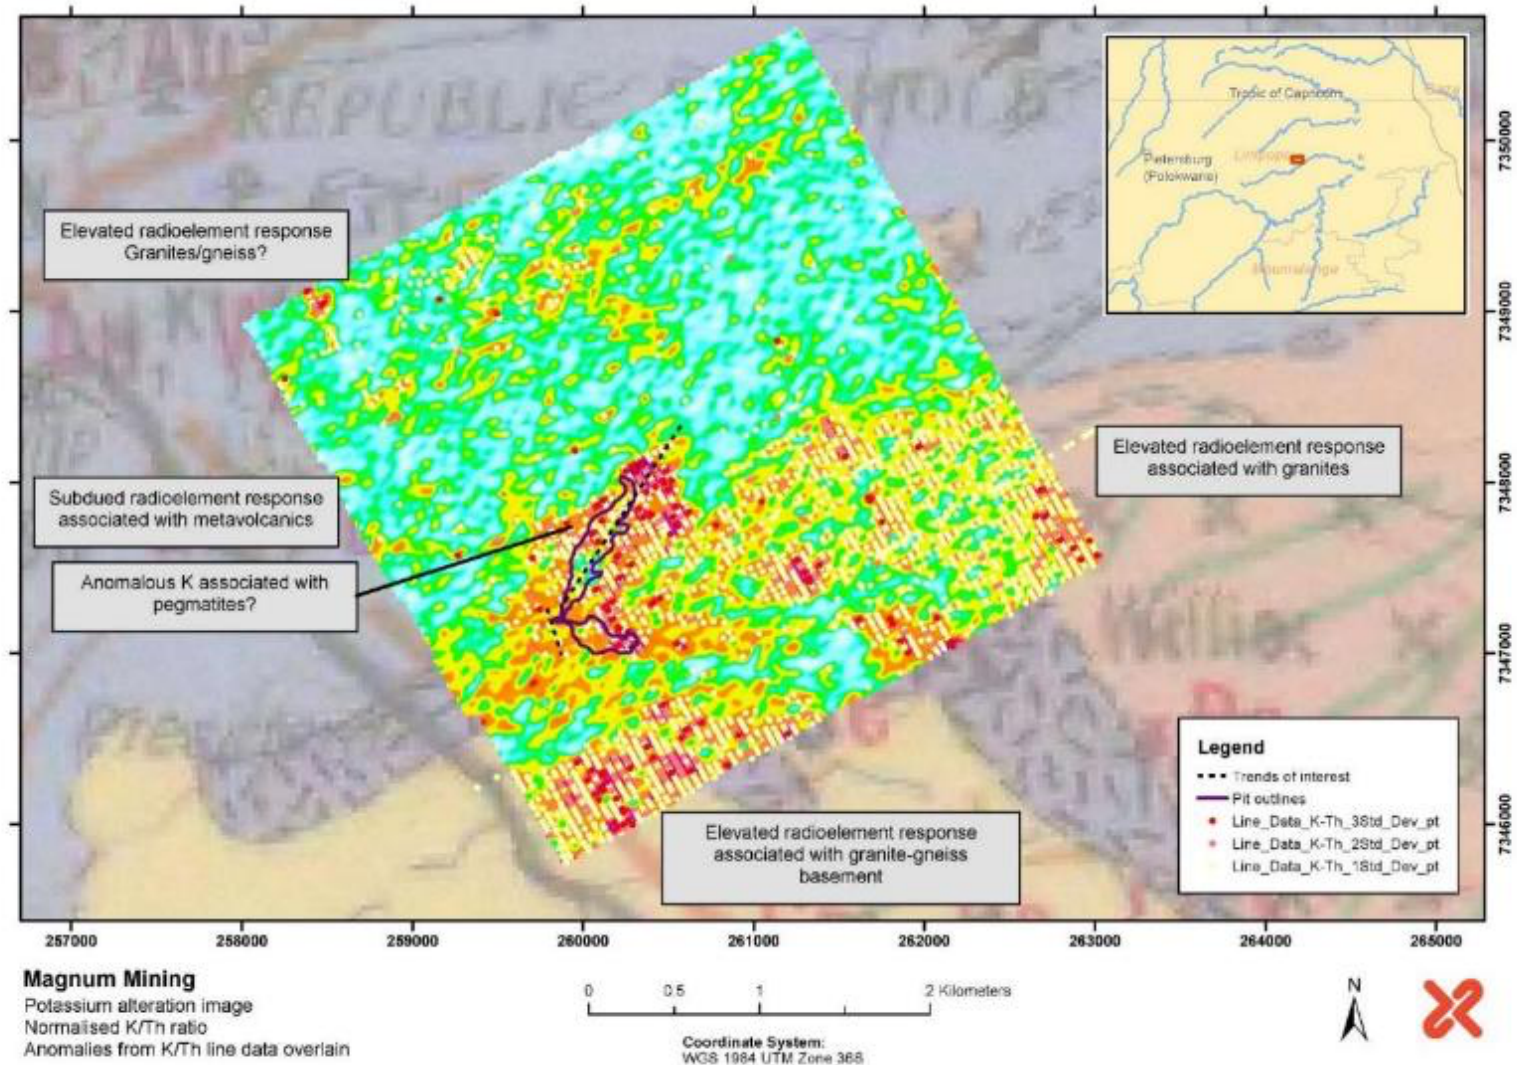 REPUBLIC
Tropic of Capricorn
Pietersburg
(Polokwane)
Limpopo
7350000
Elevated radioelement response
Granites/gneiss?
7349000
Elevated radioelement response
associated with granites
7348000
Subdued radioelement response
associated with metavolcanics
Anomalous K associated with
pegmatites?
7347000
Legend
Trends of interest
Pit outlines
Line_Data_K-Th_3Std_Dev_pt
Line_Data_K-Th_2Std_Dev_pt
Line_Data_K-Th_1Std_Dev_pt
7346000
Elevated radioelement response
associated with granite-gneiss
basement
257000 258000 259000 260000 261000 262000 263000 264000 265000
Magnum Mining
Potassium alteration image
Normalised K/Th ratio
Anomalies from K/Th line data overlain
0 0.5 1 2 Kilometers
Coordinate System:
WGS 1984 UTM Zone 36S
N